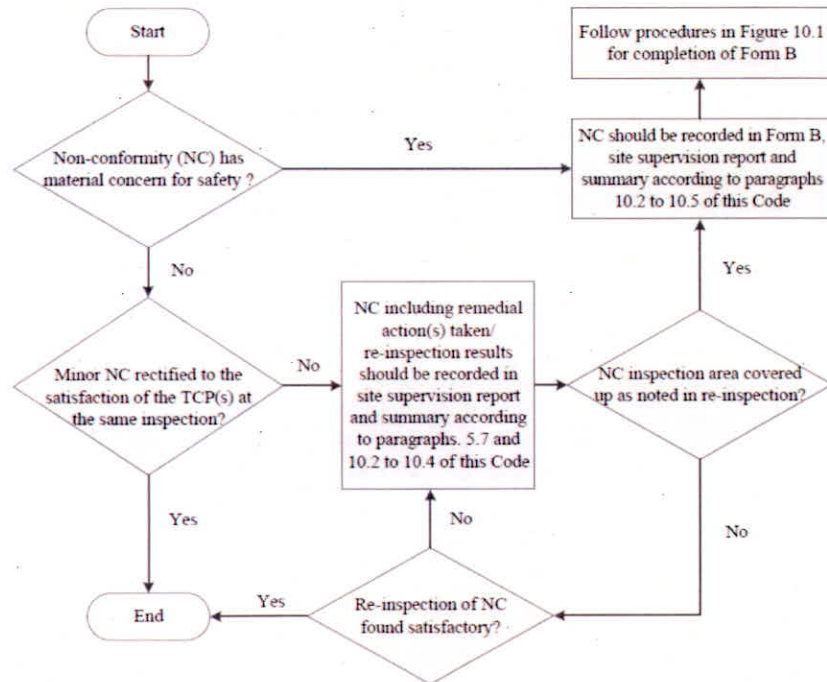 Start
Follow procedures in Figure 10.1
for completion of Form B
Non-conformity (NC) has
material concern for safety ?
Yes
NC should be recorded in Form B,
site supervision report and
summary according to paragraphs
10.2 to 10.5 of this Code
No
Yes
Minor NC rectified to the
satisfaction of the TCP(s) at
the same inspection?
No
NC including remedial
action(s) taken/
re-inspection results
should be recorded in
site supervision report
and summary according
to paragraphs. 5.7 and
10.2 to 10.4 of this Code
NC inspection area covered
up as noted in re-inspection?
Yes
No
No
End
Yes
Re-inspection of NC
found satisfactory?